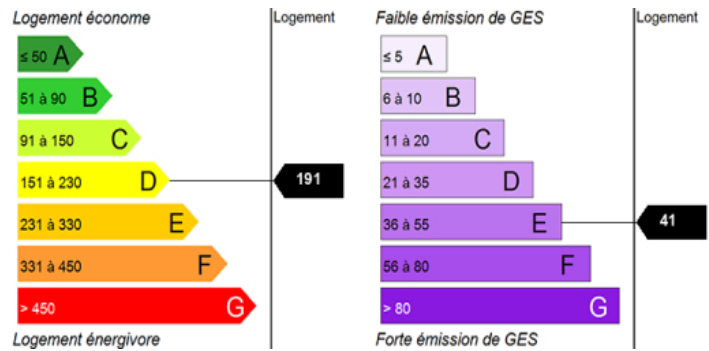 Logement économe
Logement
≤ 50 A
51 à 90 B
91 à 150 C
151 à 230 D
191
231 à 330 E
331 à 450 F
> 450 G
Logement énergivore
Faible émission de GES
Logement
≤ 5 A
6 à 10 B
11 à 20 C
21 à 35 D
36 à 55 E
41
56 à 80 F
> 80 G
Forte émission de GES